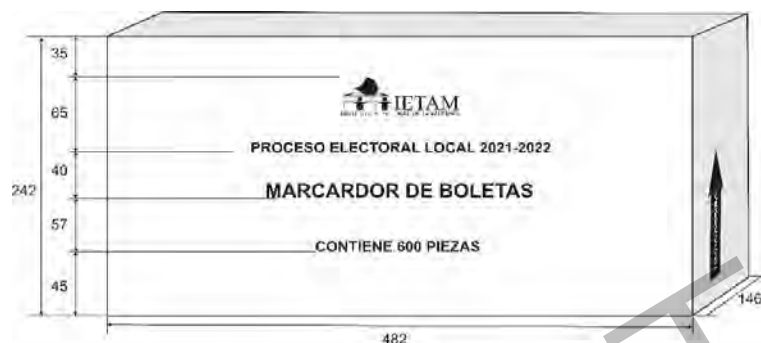 35
65
IETAM
PROCESO ELECTORAL LOCAL 2021-2022
40
242
MARCARDOR DE BOLETAS
57
CONTIENE 600 PIEZAS
45
146
482